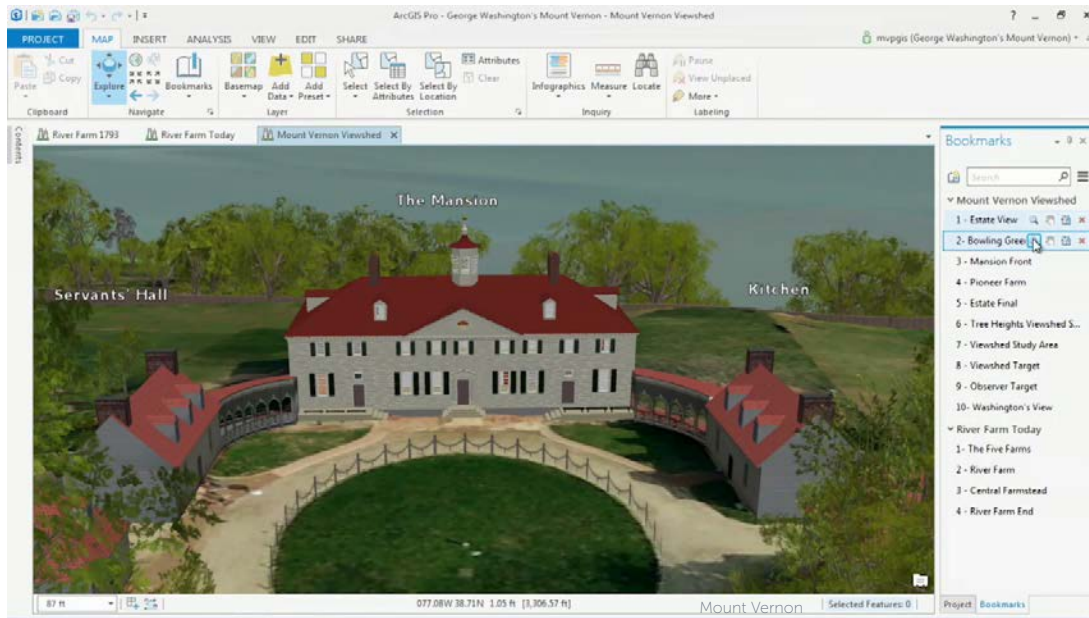 ArcGIS Pro - George Washington's Mount Vernon - Mount Vernon Viewshed
?
PROJECT MAP INSERT ANALYSIS VIEW EDIT SHARE
mvpgis (George Washington's Mount Vernon)
Paste
Cut
Copy
Explore
Bookmarks
Basemap
Add Data
Add Preset
Select
Select By Attributes
Select By Location
Attributes
Clear
Infographics
Measure
Locate
Pause
View Unplaced
More
Clipboard
Navigate
Layer
Selection
Inquiry
Labeling
Contents
River Farm 1793
River Farm Today
Mount Vernon Viewshed
The Mansion
Servants' Hall
Kitchen
87 ft
077.08W 38.71N 1.05 ft [3,306.57 ft]
Mount Vernon
Selected Features: 0
Bookmarks
Search
Mount Vernon Viewshed
1 - Estate View
2- Bowling Gree
3 - Mansion Front
4 - Pioneer Farm
5 - Estate Final
6 - Tree Heights Viewshed S...
7 - Viewshed Study Area
8 - Viewshed Target
9 - Observer Target
10- Washington's View
River Farm Today
1- The Five Farms
2 - River Farm
3 - Central Farmstead
4 - River Farm End
Project Bookmarks